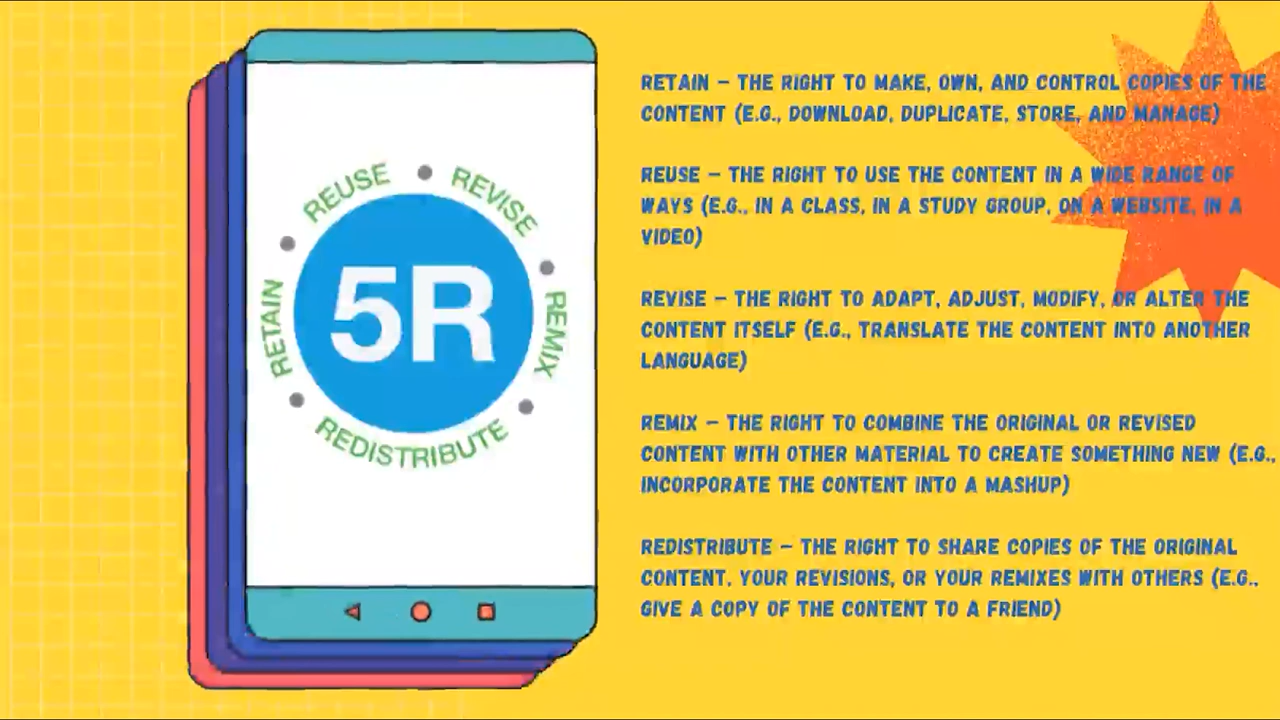 REUSE
REVISE
RETAIN
5R
REMIX
REDISTRIBUTE
RETAIN – THE RIGHT TO MAKE, OWN, AND CONTROL COPIES OF THE
CONTENT (E.G., DOWNLOAD, DUPLICATE, STORE, AND MANAGE)
REUSE – THE RIGHT TO USE THE CONTENT IN A WIDE RANGE OF
WAYS (E.G., IN A CLASS, IN A STUDY GROUP, ON A WEBSITE, IN A
VIDEO)
REVISE – THE RIGHT TO ADAPT, ADJUST, MODIFY, OR ALTER THE
CONTENT ITSELF (E.G., TRANSLATE THE CONTENT INTO ANOTHER
LANGUAGE)
REMIX – THE RIGHT TO COMBINE THE ORIGINAL OR REVISED
CONTENT WITH OTHER MATERIAL TO CREATE SOMETHING NEW (E.G.,
INCORPORATE THE CONTENT INTO A MASHUP)
REDISTRIBUTE – THE RIGHT TO SHARE COPIES OF THE ORIGINAL
CONTENT, YOUR REVISIONS, OR YOUR REMIXES WITH OTHERS (E.G.,
GIVE A COPY OF THE CONTENT TO A FRIEND)